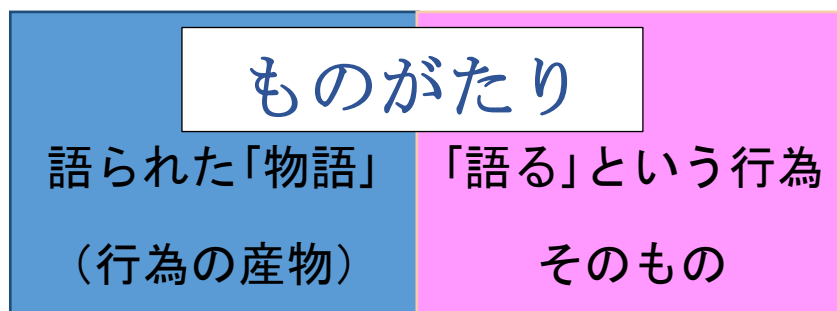 ものがたり
語られた「物語」
(行為の産物)
「語る」という行為
そのもの